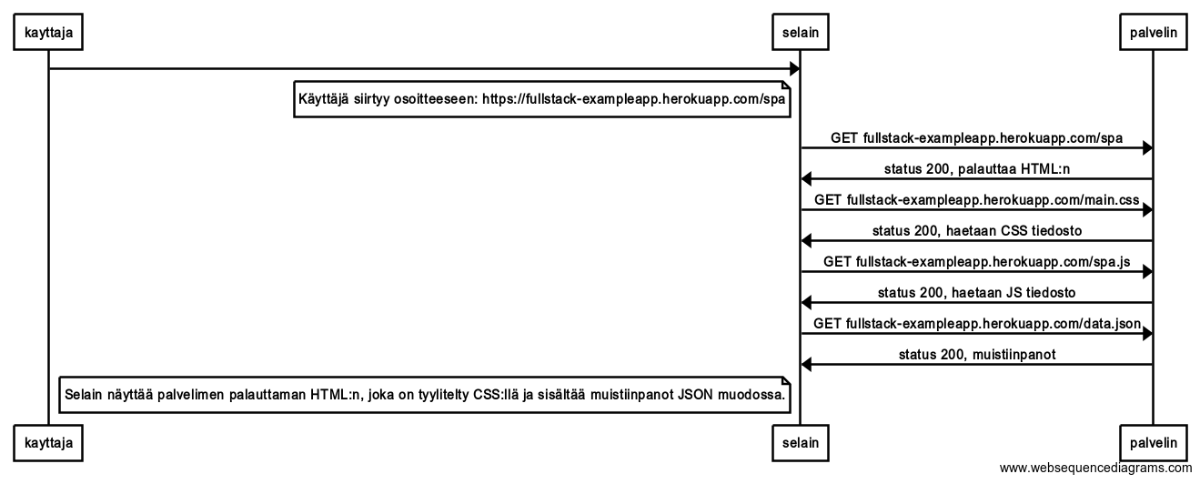 kayttaja
selain
palvelin
Käyttäjä siirtyy osoitteeseen: https://fullstack-exampleapp.herokuapp.com/spa
GET fullstack-exampleapp.herokuapp.com/spa
status 200, palauttaa HTML:n
GET fullstack-exampleapp.herokuapp.com/main.css
status 200, haetaan CSS tiedosto
GET fullstack-exampleapp.herokuapp.com/spa.js
status 200, haetaan JS tiedosto
GET fullstack-exampleapp.herokuapp.com/data.json
status 200, muistiinpanot
Selain näyttää palvelimen palauttaman HTML:n, joka on tyylitelty CSS:llä ja sisältää muistiinpanot JSON muodossa.
kayttaja
selain
palvelin
www.websequencediagrams.com